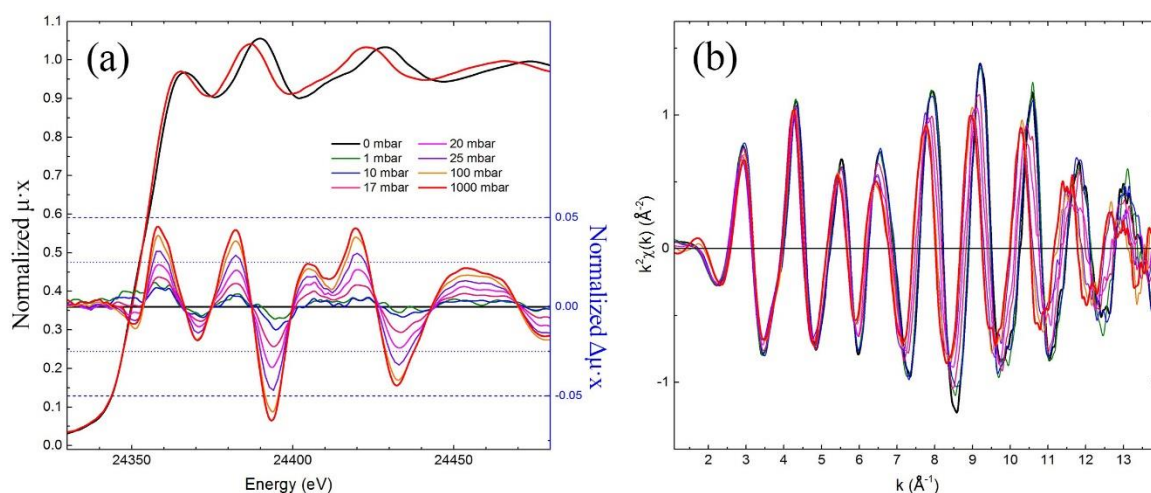 (a)
Normalized μ·x
1.1
1.0
0.9
0.8
0.7
0.6
0.5
0.4
0.3
0.2
0.1
0.0
0 mbar
1 mbar
10 mbar
17 mbar
20 mbar
25 mbar
100 mbar
1000 mbar
0.05
0.00
-0.05
Normalized Δμ·x
24350
24400
24450
Energy (eV)
(b)
k²χ(k) (Å⁻²)
1
0
-1
2 3 4 5 6 7 8 9 10 11 12 13
k (Å⁻¹)